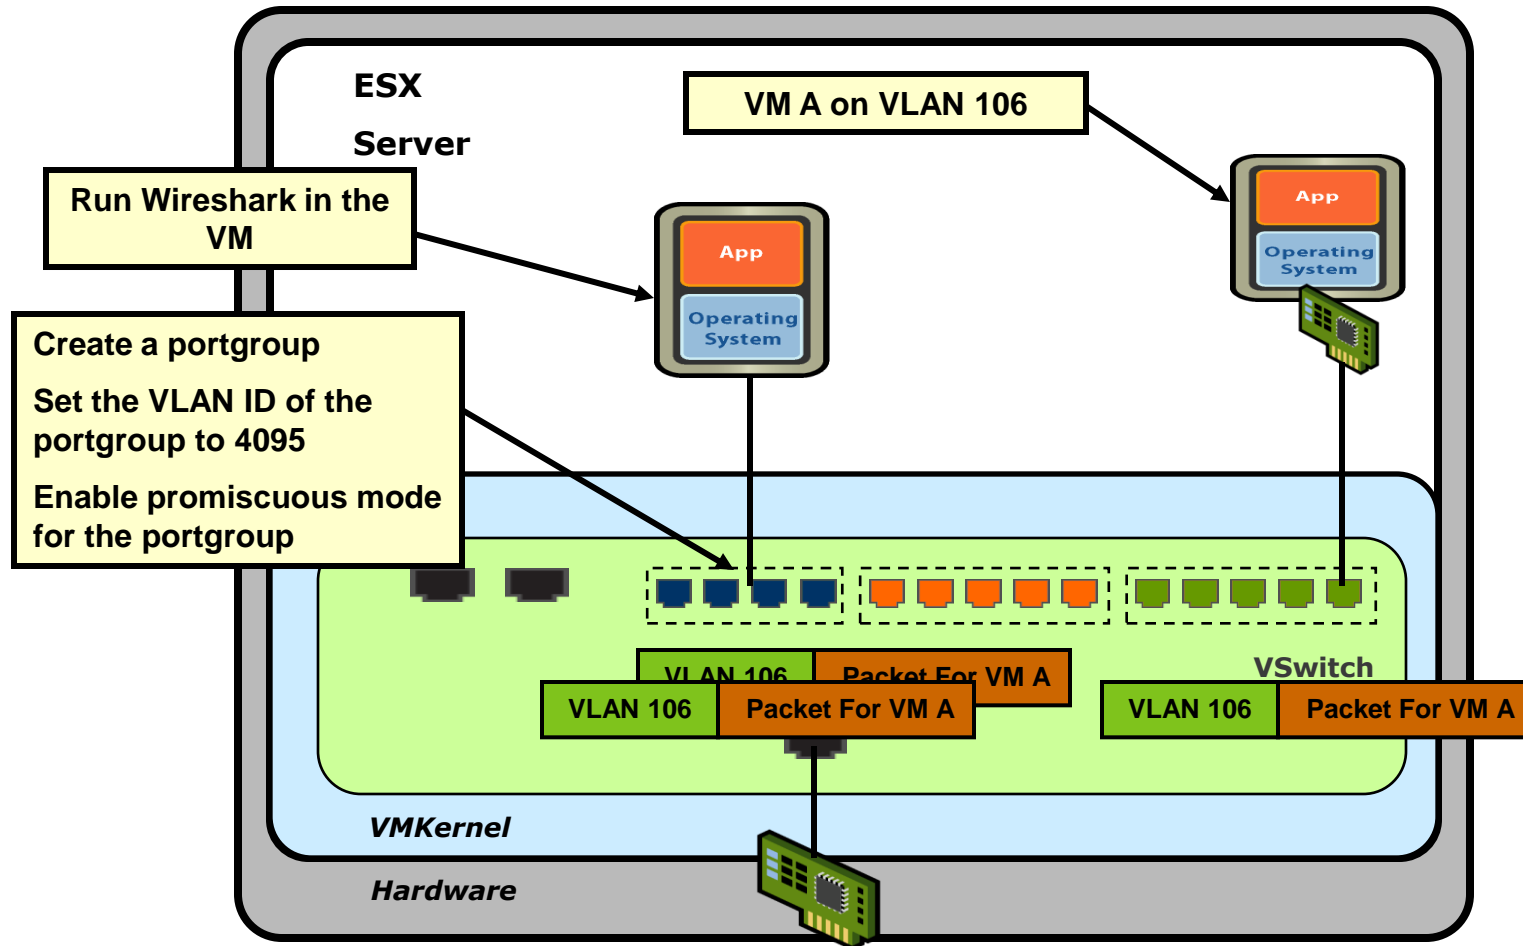 ESX
Server
VM A on VLAN 106
Run Wireshark in the
VM
App
Operating
System
App
Operating
System
Create a portgroup
Set the VLAN ID of the
portgroup to 4095
Enable promiscuous mode
for the portgroup
VSwitch
VLAN 106 Packet For VM A
VLAN 106 Packet For VM A
VLAN 106 Packet For VM A
VMKernel
Hardware